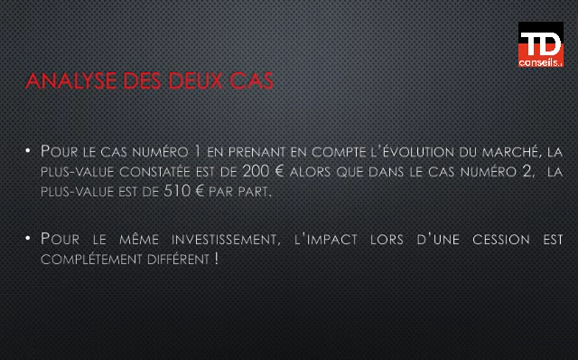 TD
conseils.
ANALYSE DES DEUX CAS
• POUR LE CAS NUMÉRO 1 EN PRENANT EN COMPTE L'ÉVOLUTION DU MARCHÉ, LA
PLUS-VALUE CONSTATÉE EST DE 200 € ALORS QUE DANS LE CAS NUMÉRO 2, LA
PLUS-VALUE EST DE 510 € PAR PART.
• POUR LE MÊME INVESTISSEMENT, L'IMPACT LORS D'UNE CESSION EST
COMPLÉTEMENT DIFFÉRENT !